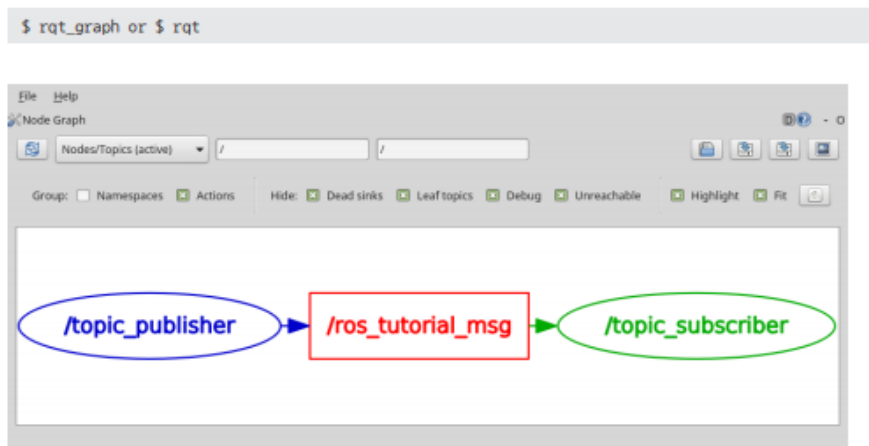 $ rqt_graph or $ rqt
File Help
Node Graph D ? - O
Nodes/Topics (active) / /
Group: Namespaces Actions Hide: Dead sinks Leaf topics Debug Unreachable Highlight Fit
/topic_publisher /ros_tutorial_msg /topic_subscriber